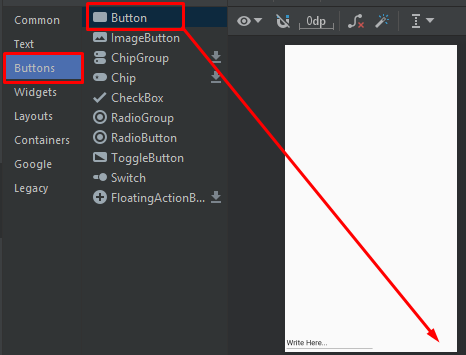 Common
Text
Buttons
Widgets
Layouts
Containers
Google
Legacy
Button
ImageButton
ChipGroup
Chip
CheckBox
RadioGroup
RadioButton
ToggleButton
Switch
FloatingActionB...
0dp
Write Here...